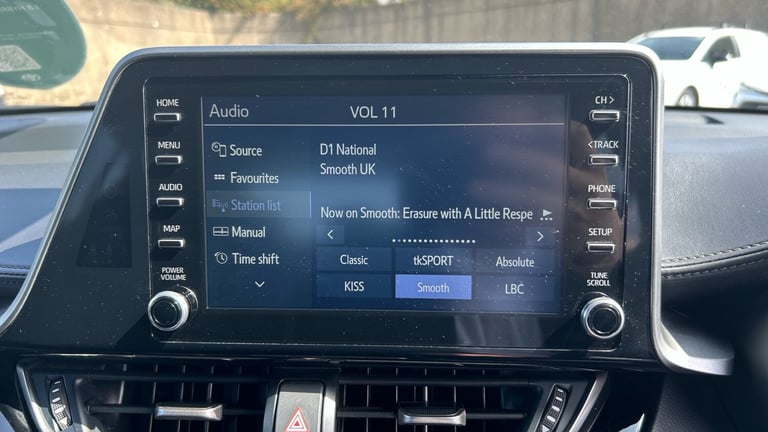 HOME
MENU
AUDIO
MAP
POWER
VOLUME
Audio
VOL 11
Source
Favourites
Station list
Manual
Time shift
D1 National
Smooth UK
Now on Smooth: Erasure with A Little Respe
Classic
tkSPORT
Absolute
KISS
Smooth
LBC
CH >
< TRACK
PHONE
SETUP
TUNE
SCROLL